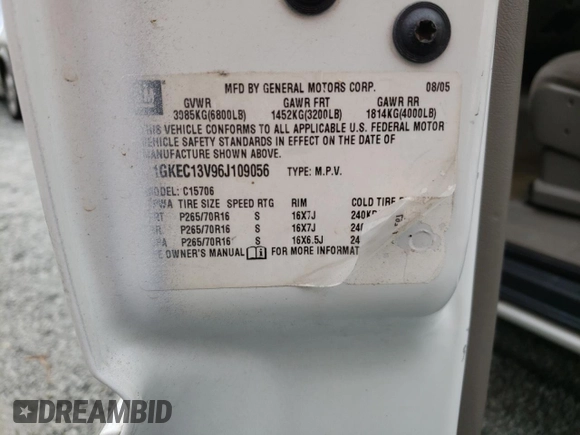 GM
MFD BY GENERAL MOTORS CORP. 08/05
GVWR GAWR FRT GAWR RR
3085KG(6800LB) 1452KG(3200LB) 1814KG(4000LB)
THIS VEHICLE CONFORMS TO ALL APPLICABLE U.S. FEDERAL MOTOR
VEHICLE SAFETY STANDARDS IN EFFECT ON THE DATE OF
MANUFACTURE SHOWN ABOVE.
1GKEC13V96J109056 TYPE: M.P.V.
MODEL: C15706
TIRE SIZE SPEED RTG RIM COLD TIRE
FRT P265/70R16 S 16X7J 240KP
P265/70R16 S 16X7J
P265/70R16 S 16X6.5J
OWNER'S MANUAL FOR MORE INFORMAT
DREAMBID